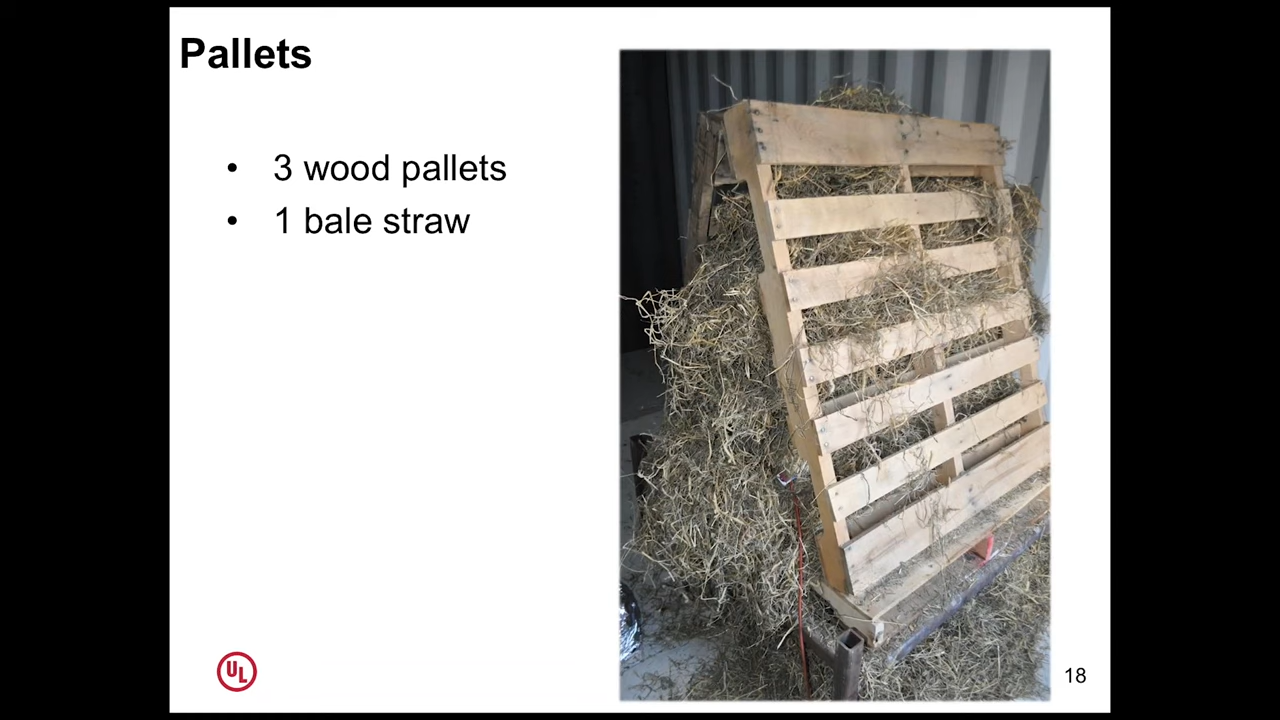 Pallets
• 3 wood pallets
• 1 bale straw
UL
18